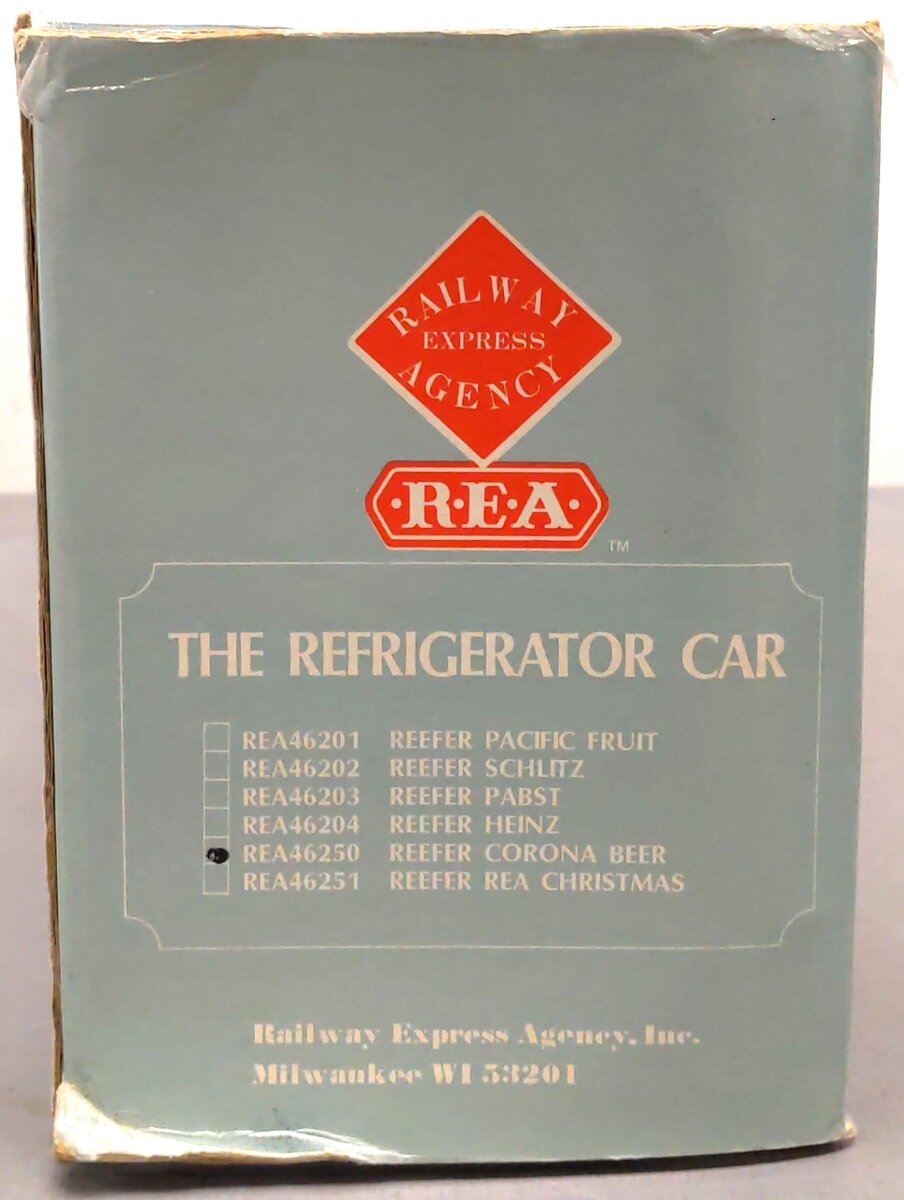 RAILWAY
EXPRESS
AGENCY
·R·E·A·
TM
THE REFRIGERATOR CAR
REA46201 REEFER PACIFIC FRUIT
REA46202 REEFER SCHLITZ
REA46203 REEFER PABST
REA46204 REEFER HEINZ
REA46250 REEFER CORONA BEER
REA46251 REEFER REA CHRISTMAS
Railway Express Agency, Inc.
Milwaukee WI 53201